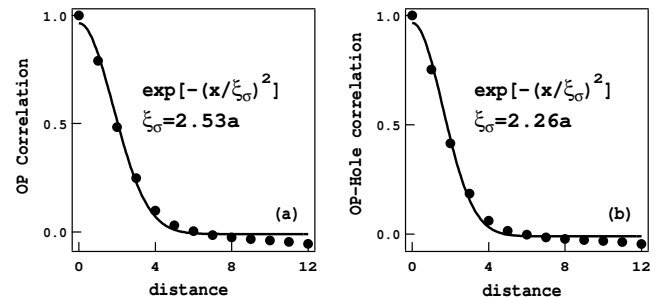 1.0
0.5
0.0
OP Correlation
exp[-(x/ξσ)²]
ξσ=2.53a
(a)
0
4
8
12
distance
1.0
0.5
0.0
OP-Hole correlation
exp[-(x/ξσ)²]
ξσ=2.26a
(b)
0
4
8
12
distance